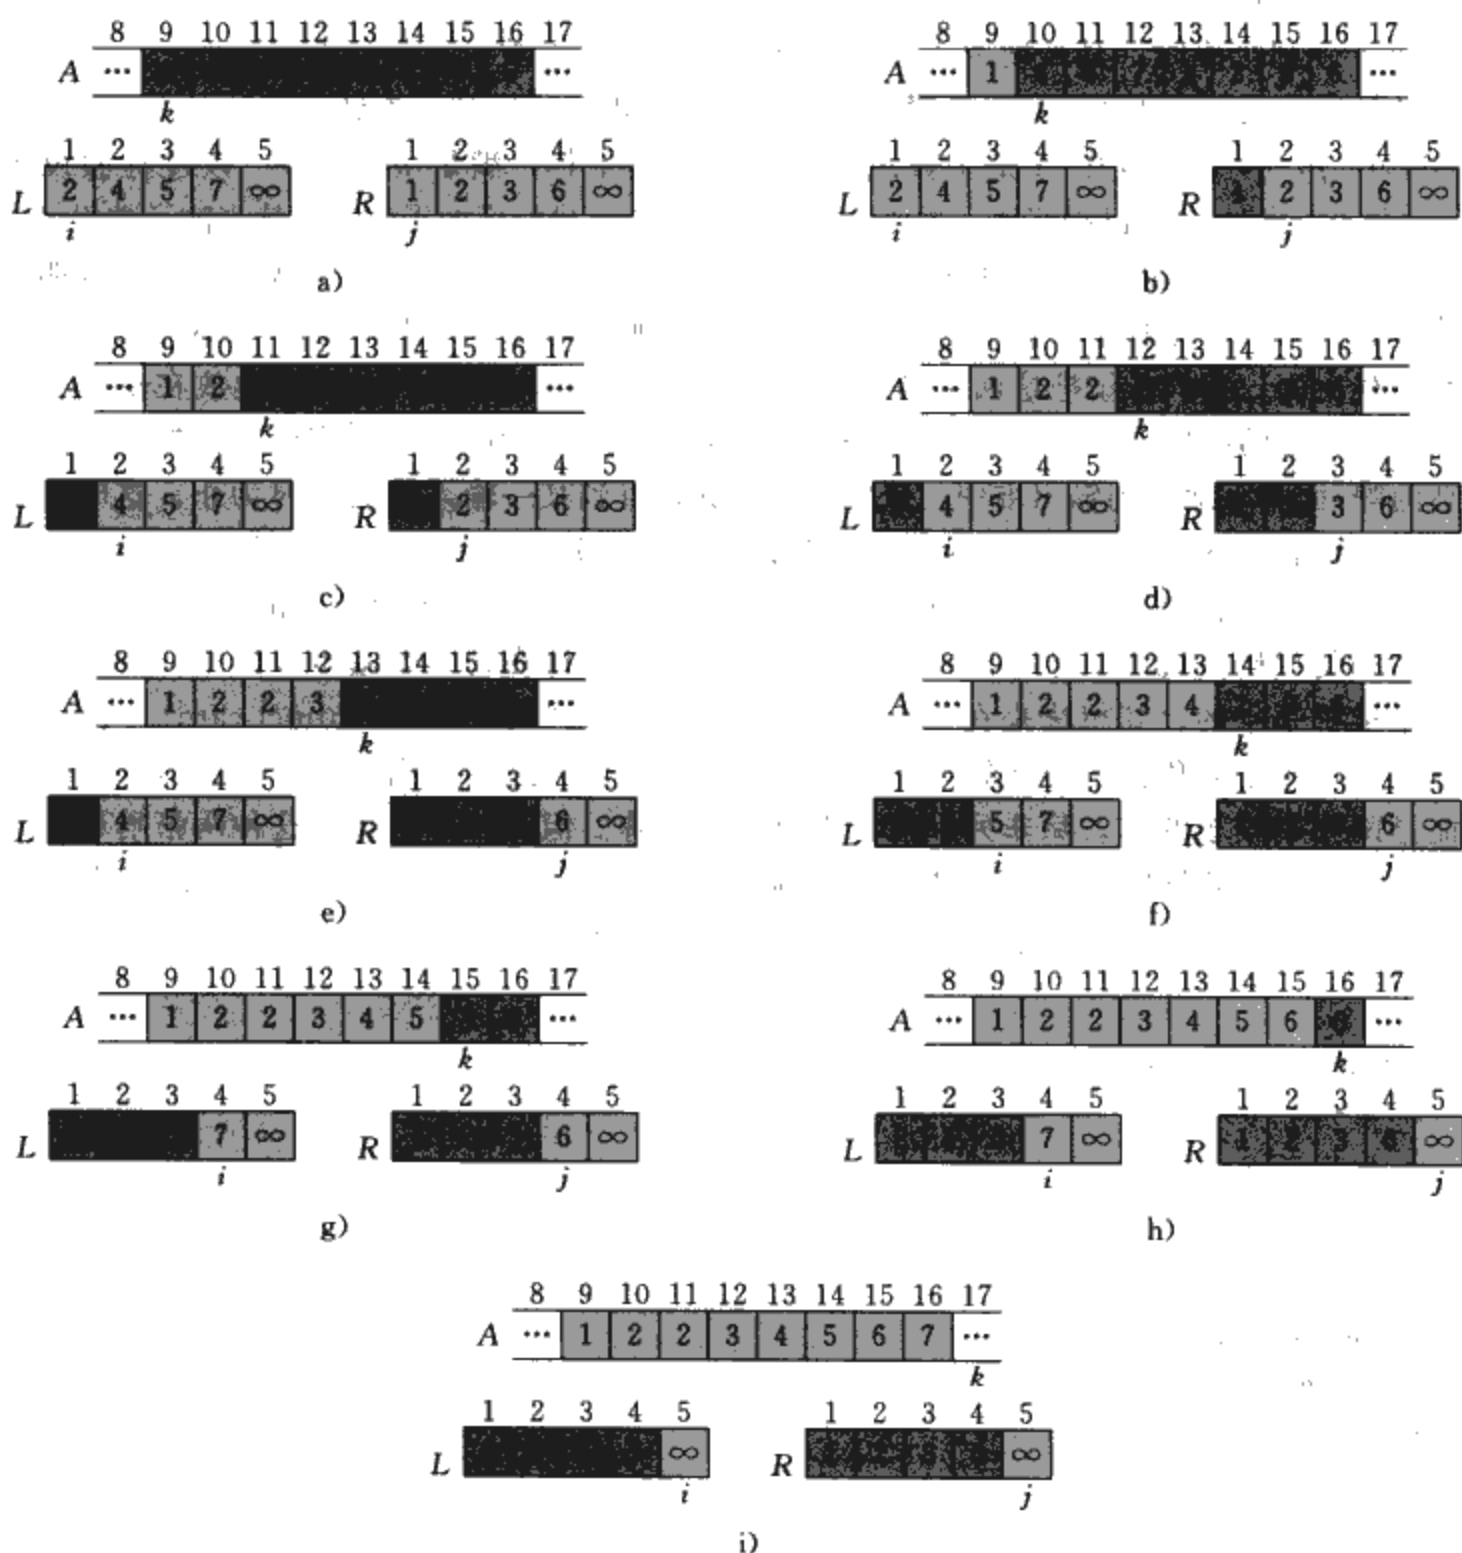 8 9 10 11 12 13 14 15 16 17
A ... ...
k
1 2 3 4 5
L 2 4 5 7 ∞
i
1 2 3 4 5
R 1 2 3 6 ∞
j
a)
8 9 10 11 12 13 14 15 16 17
A ... 1 ...
k
1 2 3 4 5
L 2 4 5 7 ∞
i
1 2 3 4 5
R 2 3 6 ∞
j
b)
8 9 10 11 12 13 14 15 16 17
A ... 1 2 ...
k
1 2 3 4 5
L 4 5 7 ∞
i
1 2 3 4 5
R 2 3 6 ∞
j
c)
8 9 10 11 12 13 14 15 16 17
A ... 1 2 2 ...
k
1 2 3 4 5
L 4 5 7 ∞
i
1 2 3 4 5
R 3 6 ∞
j
d)
8 9 10 11 12 13 14 15 16 17
A ... 1 2 2 3 ...
k
1 2 3 4 5
L 4 5 7 ∞
i
1 2 3 4 5
R 6 ∞
j
e)
8 9 10 11 12 13 14 15 16 17
A ... 1 2 2 3 4 ...
k
1 2 3 4 5
L 5 7 ∞
i
1 2 3 4 5
R 6 ∞
j
f)
8 9 10 11 12 13 14 15 16 17
A ... 1 2 2 3 4 5 ...
k
1 2 3 4 5
L 7 ∞
i
1 2 3 4 5
R 6 ∞
j
g)
8 9 10 11 12 13 14 15 16 17
A ... 1 2 2 3 4 5 6 ...
k
1 2 3 4 5
L 7 ∞
i
1 2 3 4 5
R ∞
j
h)
8 9 10 11 12 13 14 15 16 17
A ... 1 2 2 3 4 5 6 7 ...
k
1 2 3 4 5
L ∞
i
1 2 3 4 5
R ∞
j
i)